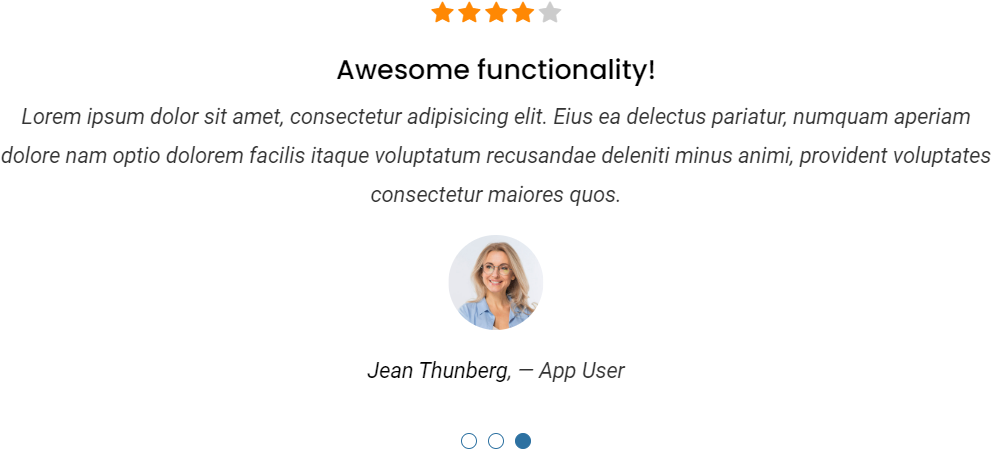 Awesome functionality!
Lorem ipsum dolor sit amet, consectetur adipisicing elit. Eius ea delectus pariatur, numquam aperiam
dolore nam optio dolorem facilis itaque voluptatum recusandae deleniti minus animi, provident voluptates
consectetur maiores quos.
Jean Thunberg, — App User